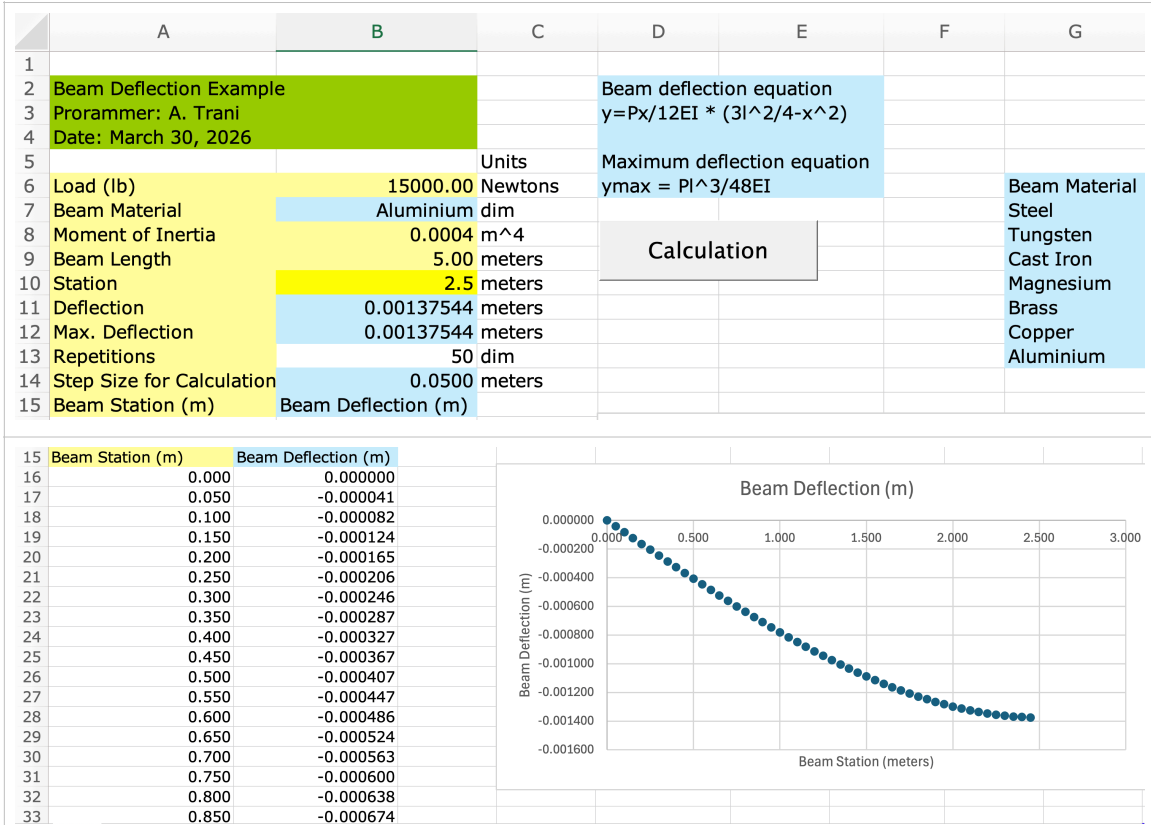 A B C D E F G
1
2 Beam Deflection Example Beam deflection equation
3 Prorammer: A. Trani y=Px/12EI * (3l^2/4-x^2)
4 Date: March 30, 2026
5 Units Maximum deflection equation
6 Load (lb) 15000.00 Newtons ymax = Pl^3/48EI Beam Material
7 Beam Material Aluminium dim Steel
8 Moment of Inertia 0.0004 m^4 Tungsten
Calculation
9 Beam Length 5.00 meters Cast Iron
10 Station 2.5 meters Magnesium
11 Deflection 0.00137544 meters Brass
12 Max. Deflection 0.00137544 meters Copper
13 Repetitions 50 dim Aluminium
14 Step Size for Calculation 0.0500 meters
15 Beam Station (m) Beam Deflection (m)
15 Beam Station (m) Beam Deflection (m)
16 0.000 0.000000
17 0.050 -0.000041
18 0.100 -0.000082
19 0.150 -0.000124
20 0.200 -0.000165
21 0.250 -0.000206
22 0.300 -0.000246
23 0.350 -0.000287
24 0.400 -0.000327
25 0.450 -0.000367
26 0.500 -0.000407
27 0.550 -0.000447
28 0.600 -0.000486
29 0.650 -0.000524
30 0.700 -0.000563
31 0.750 -0.000600
32 0.800 -0.000638
33 0.850 -0.000674
Beam Deflection (m)
0.000000
0.000 0.500 1.000 1.500 2.000 2.500 3.000
-0.000200
-0.000400
-0.000600
-0.000800
-0.001000
-0.001200
-0.001400
-0.001600
Beam Deflection (m)
Beam Station (meters)